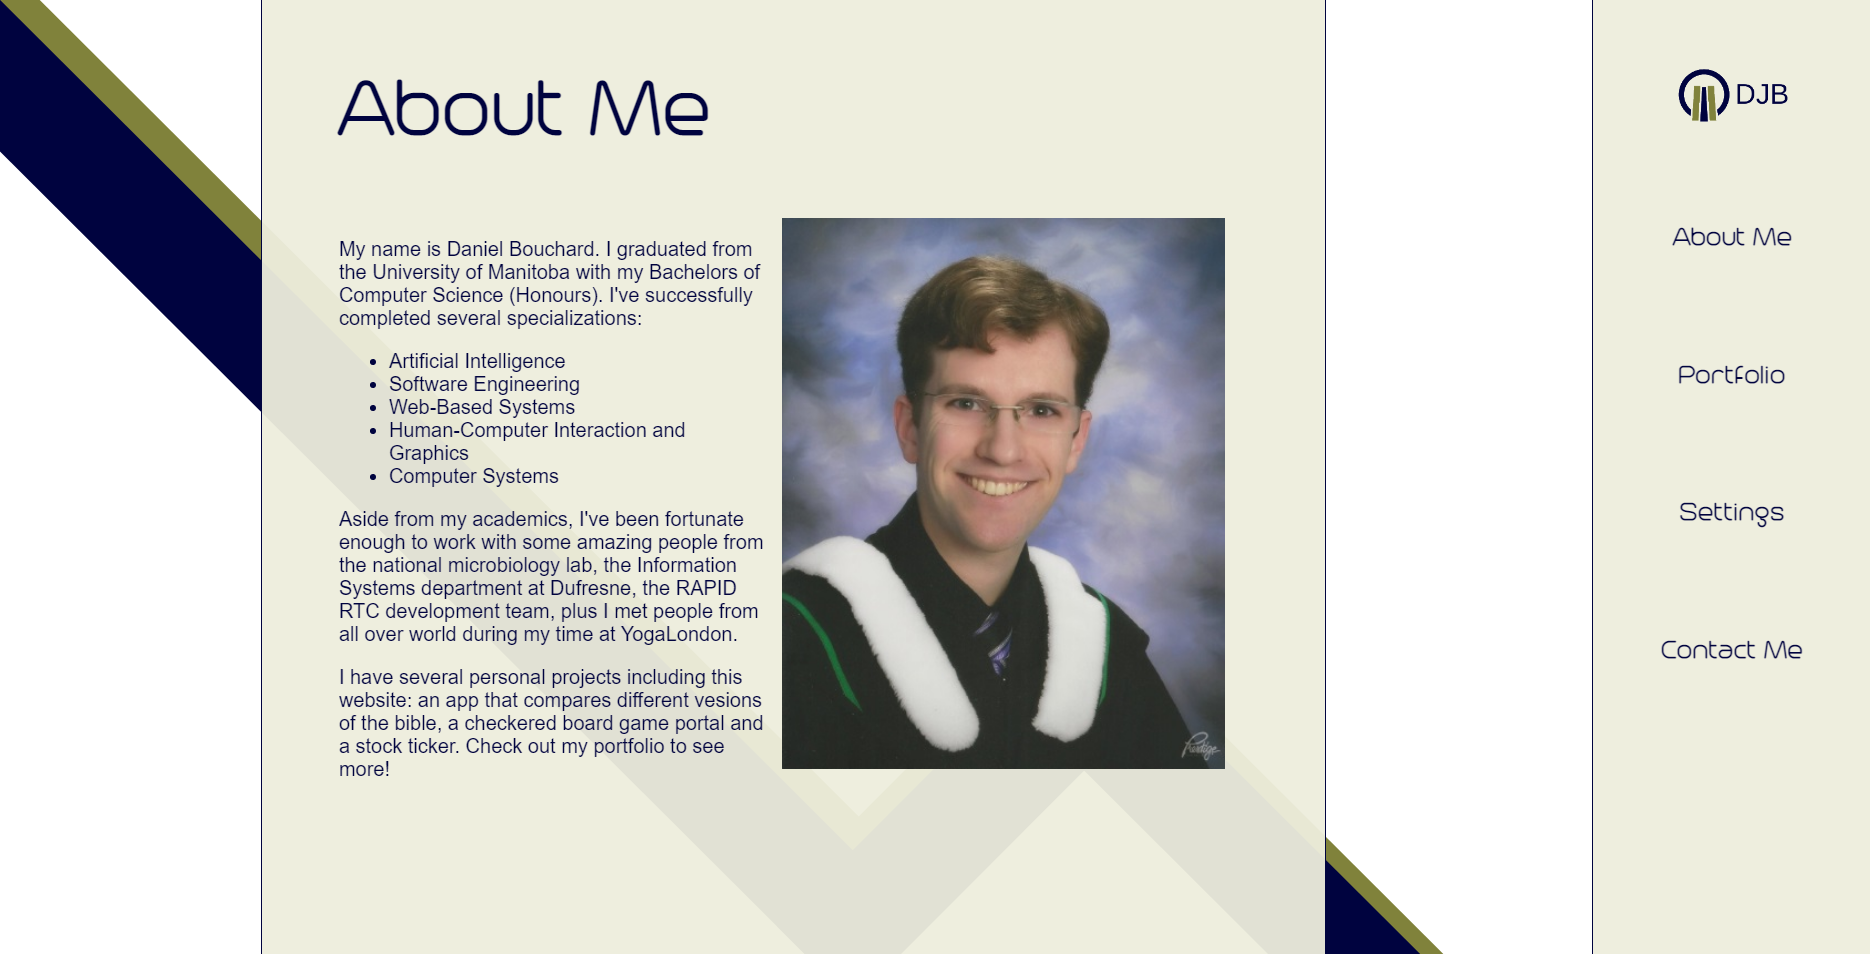 About Me
My name is Daniel Bouchard. I graduated from
the University of Manitoba with my Bachelors of
Computer Science (Honours). I've successfully
completed several specializations:
• Artificial Intelligence
• Software Engineering
• Web-Based Systems
• Human-Computer Interaction and
Graphics
• Computer Systems
Aside from my academics, I've been fortunate
enough to work with some amazing people from
the national microbiology lab, the Information
Systems department at Dufresne, the RAPID
RTC development team, plus I met people from
all over world during my time at YogaLondon.
I have several personal projects including this
website: an app that compares different vesions
of the bible, a checkered board game portal and
a stock ticker. Check out my portfolio to see
more!
Prestige
DJB
About Me
Portfolio
Settings
Contact Me